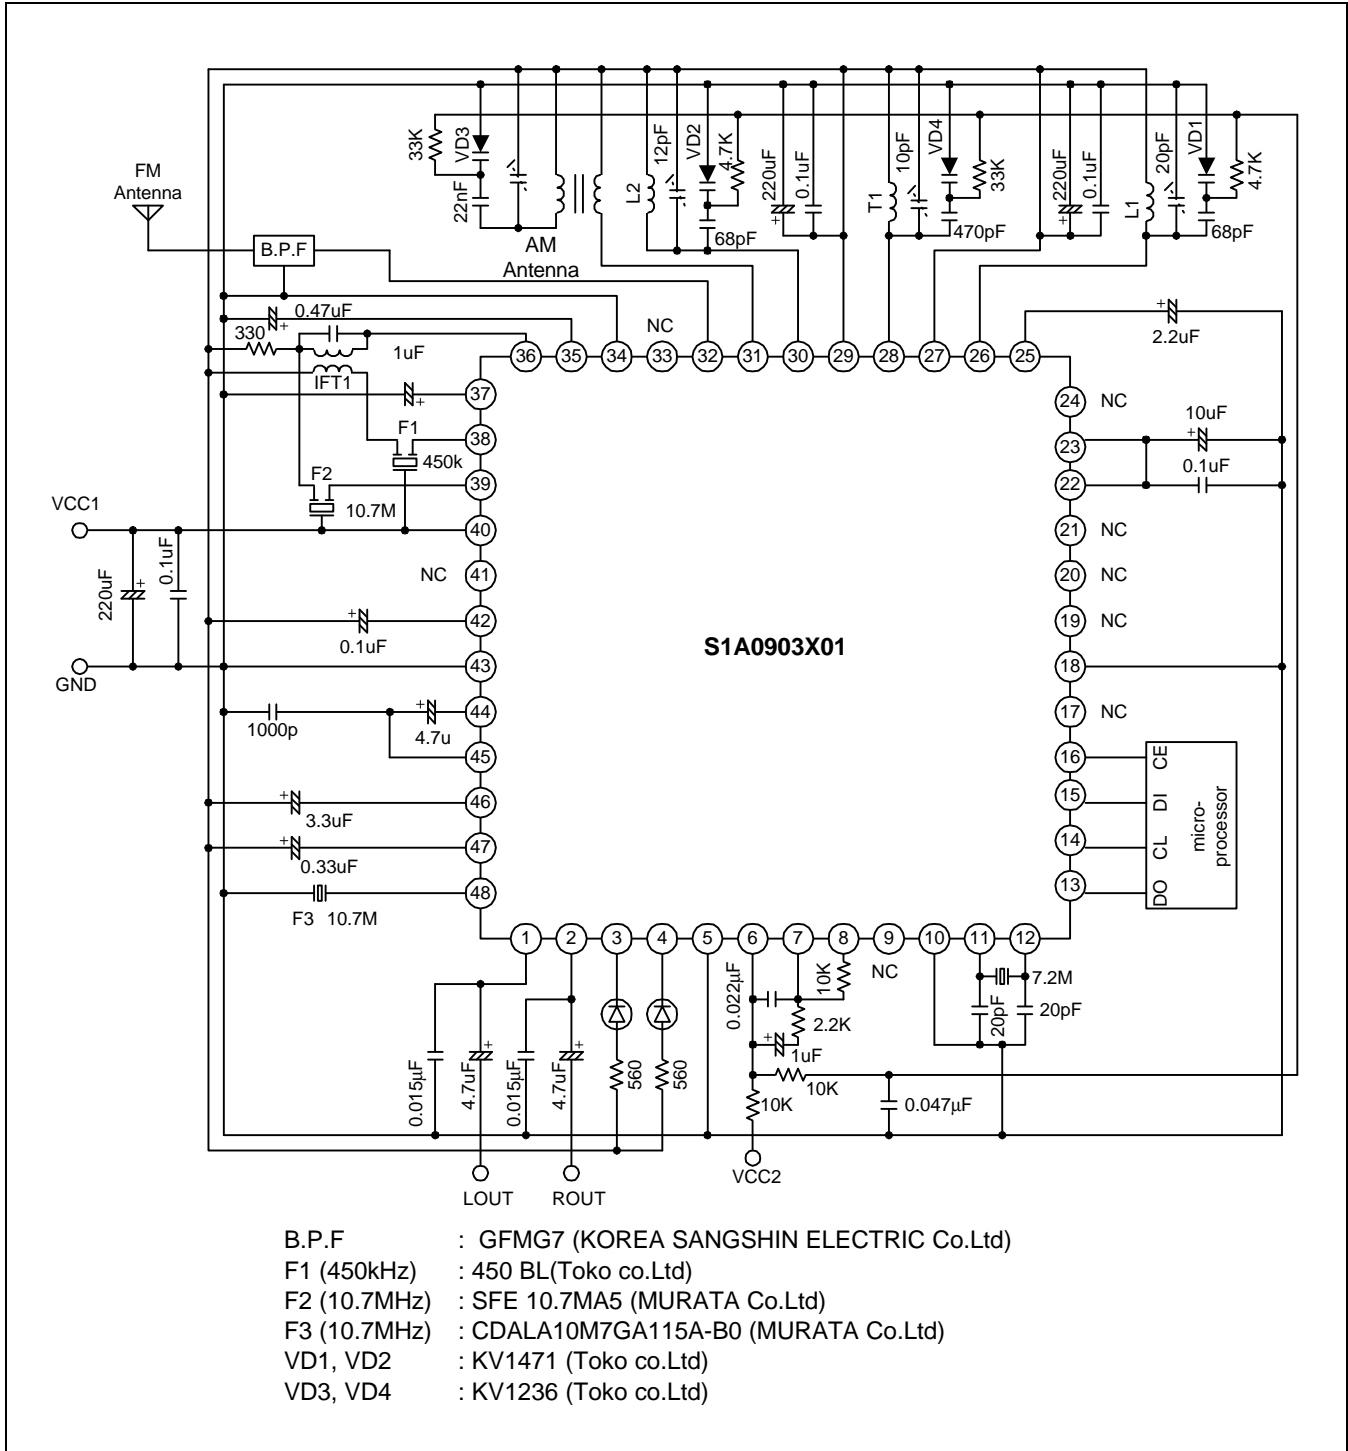 33K
VD3
22nF
AM
Antenna
L2
12pF
VD2
4.7K
68pF
220uF
0.1uF
T1
10pF
VD4
33K
470pF
220uF
0.1uF
L1
20pF
VD1
4.7K
68pF
+
+
FM
Antenna
B.P.F
0.47uF
+
330
1uF
IFT1
NC
+
2.2uF
36
35
34
33
32
31
30
29
28
27
26
25
37
38
39
40
41
42
43
44
45
46
47
48
+
F1
450k
F2
10.7M
VCC1
220uF
+
0.1uF
GND
NC
+
0.1uF
1000p
+
4.7u
+
3.3uF
+
0.33uF
F3 10.7M
S1A0903X01
24
NC
23
10uF
+
22
0.1uF
21
NC
20
NC
19
NC
18
17
NC
16
CE
15
DI
14
CL
13
DO
micro-
processor
1
2
3
4
5
6
7
8
9
10
11
12
NC
0.015µF
4.7uF
+
0.015µF
4.7uF
+
560
560
0.022µF
10K
2.2K
+
1uF
10K
10K
0.047µF
7.2M
20pF
20pF
LOUT
ROUT
VCC2
B.P.F : GFMG7 (KOREA SANGSHIN ELECTRIC Co.Ltd)
F1 (450kHz) : 450 BL(Toko co.Ltd)
F2 (10.7MHz) : SFE 10.7MA5 (MURATA Co.Ltd)
F3 (10.7MHz) : CDALA10M7GA115A-B0 (MURATA Co.Ltd)
VD1, VD2 : KV1471 (Toko co.Ltd)
VD3, VD4 : KV1236 (Toko co.Ltd)